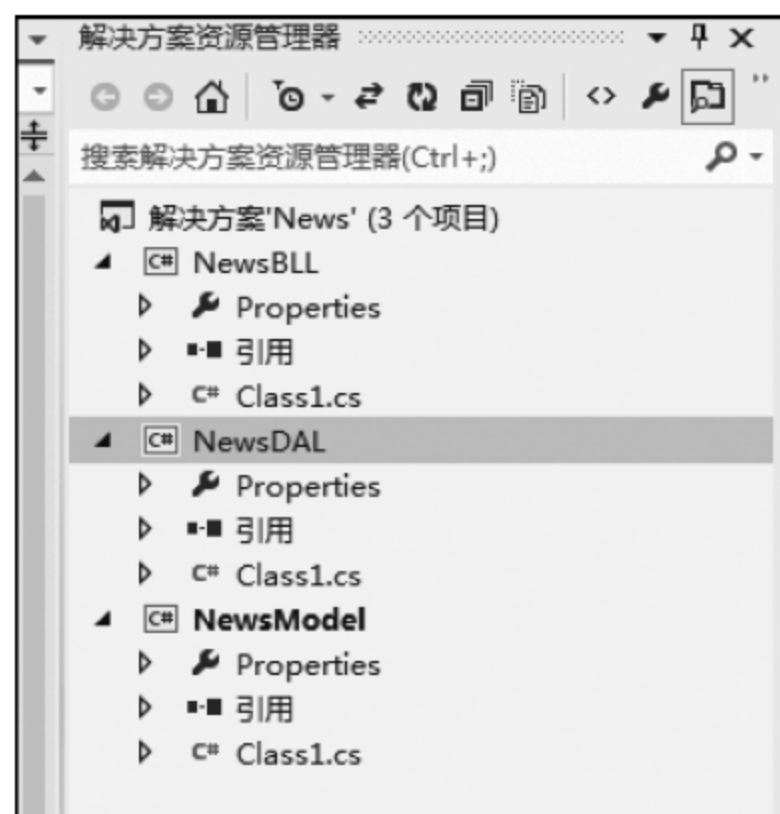 解决方案资源管理器
搜索解决方案资源管理器(Ctrl+;)
解决方案'News' (3 个项目)
C# NewsBLL
Properties
引用
C# Class1.cs
C# NewsDAL
Properties
引用
C# Class1.cs
C# NewsModel
Properties
引用
C# Class1.cs